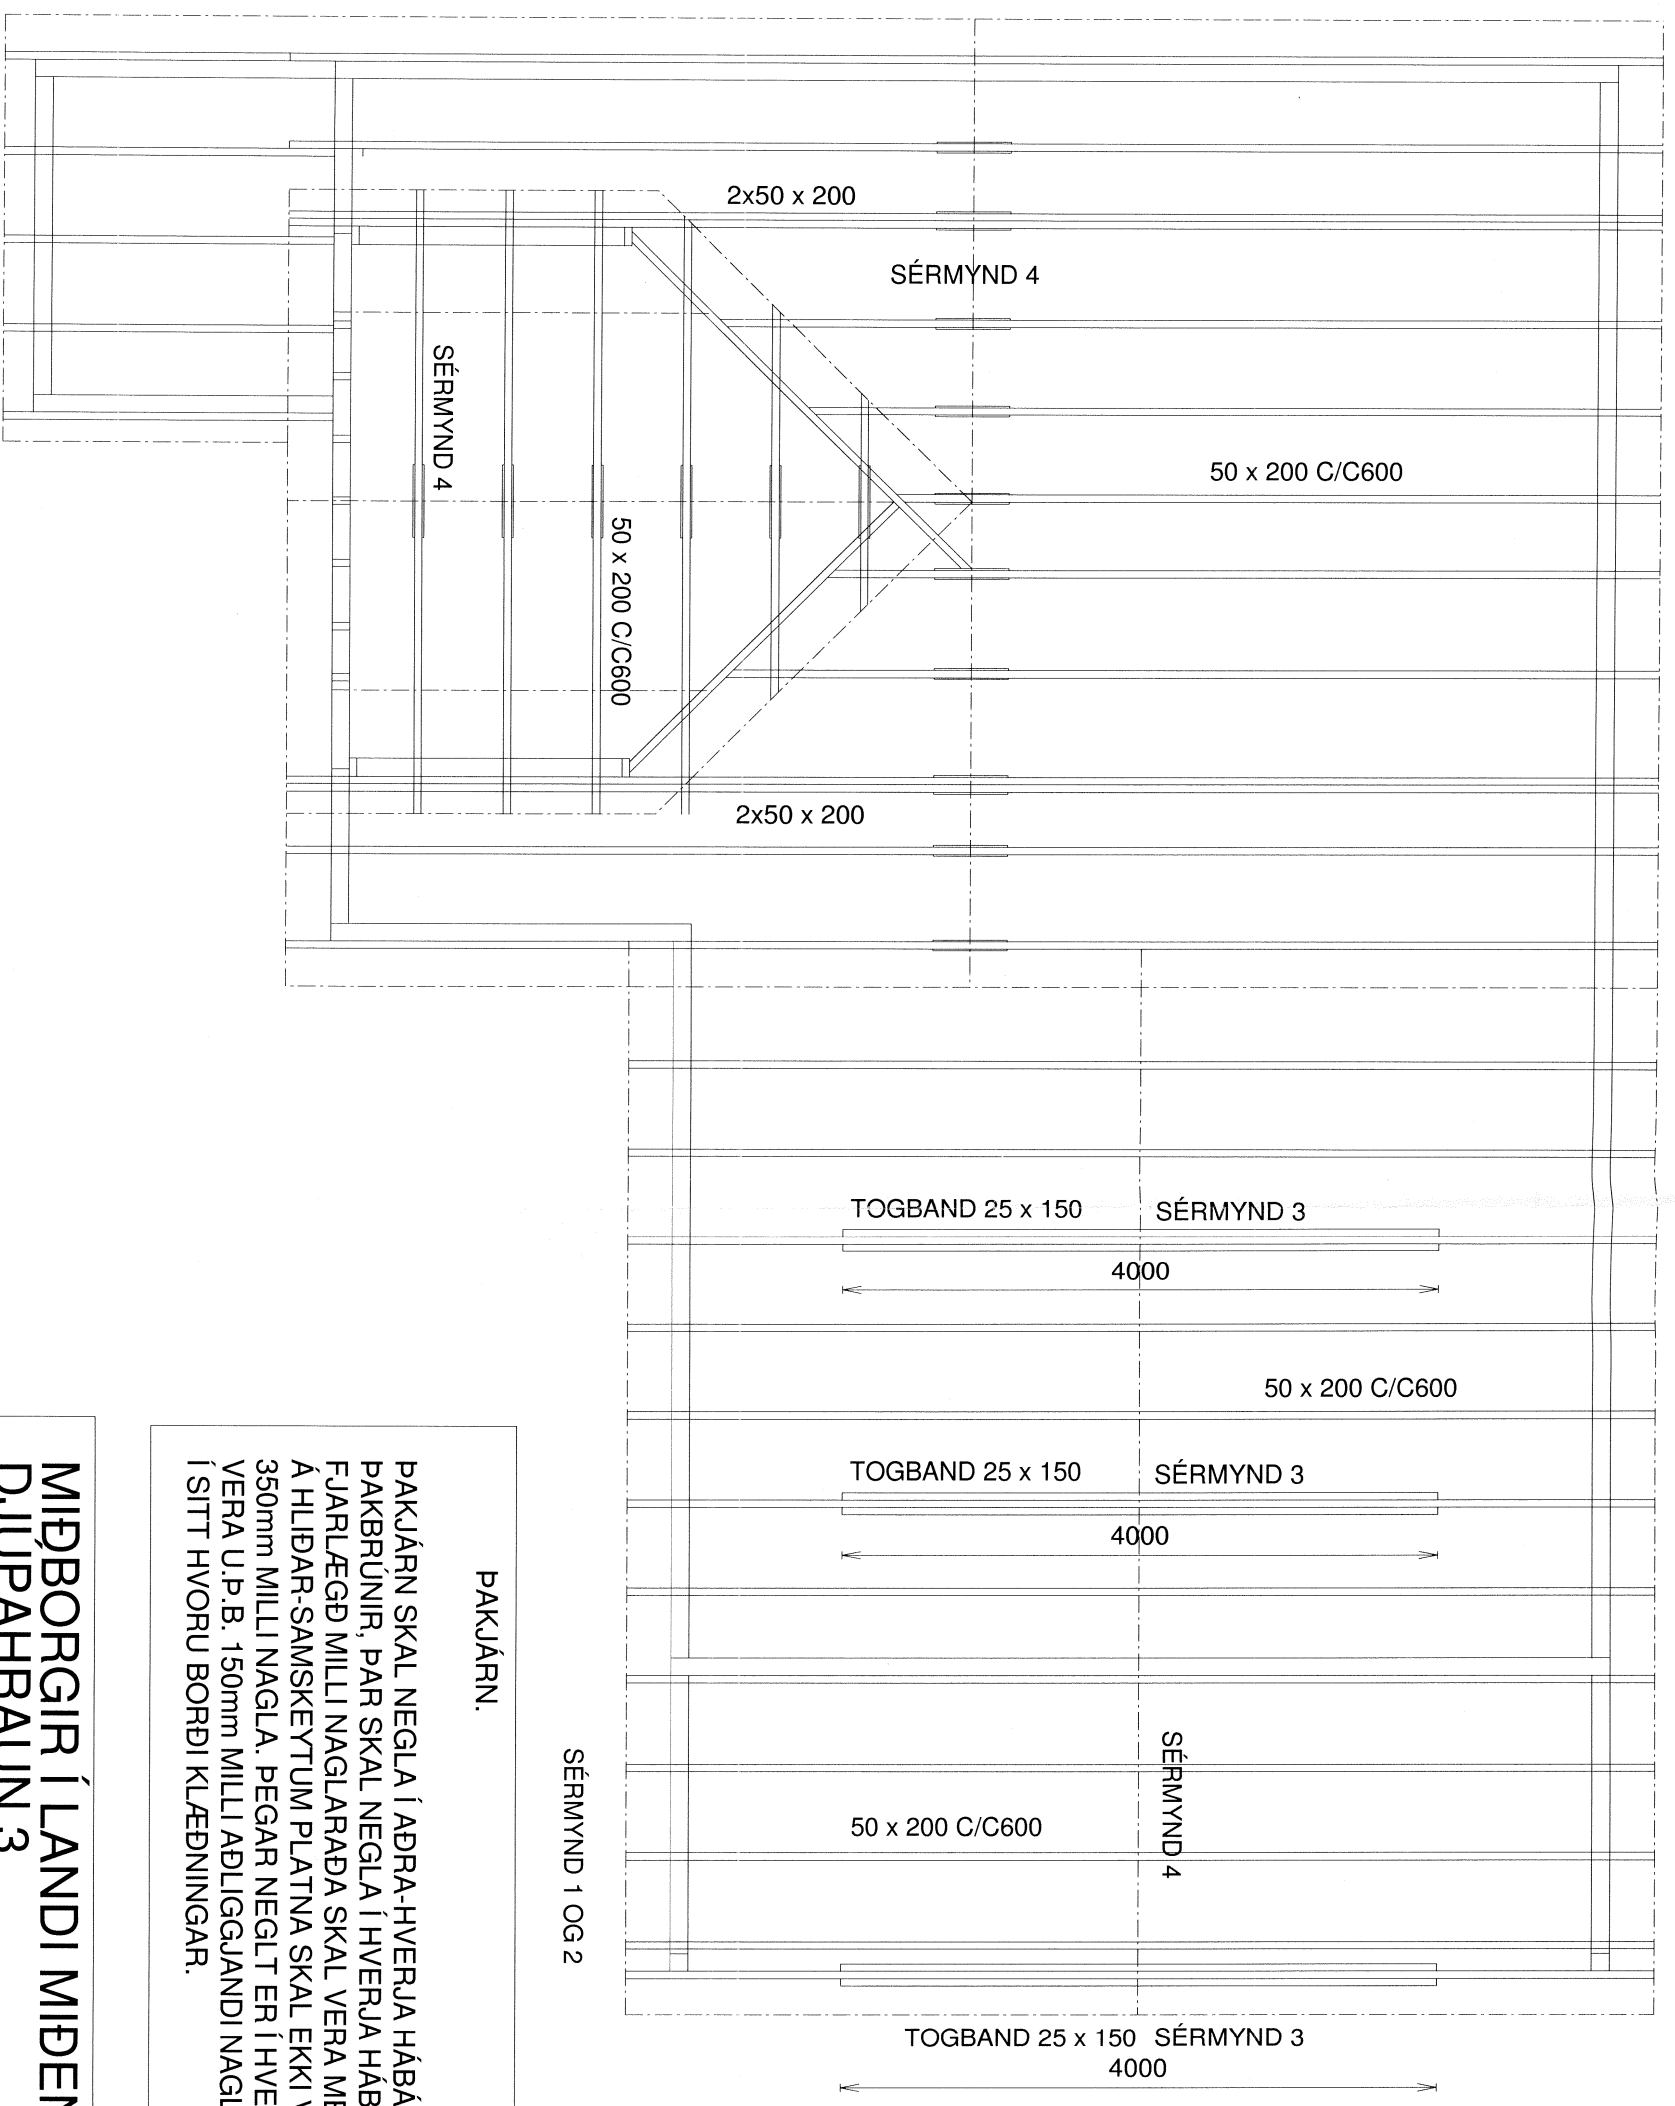 2x50 x 200
SÉRMYND 4
SÉRMYND 4
50 x 200 C/C600
50 x 200 C/C600
2x50 x 200
TOGBAND 25 x 150 SÉRMYND 3
4000
50 x 200 C/C600
TOGBAND 25 x 150 SÉRMYND 3
4000
SÉRMYND 4
50 x 200 C/C600
TOGBAND 25 x 150 SÉRMYND 3
4000
SÉRMYND 1 OG 2
ÞAKJÁRN.
ÞAKJÁRN SKAL NEGLA Í AÐRA-HVERJA HÁBÁ
ÞAKBRÚNIR, ÞAR SKAL NEGLA Í HVERJA HÁB
FJARLÆGÐ MILLI NAGLARAÐA SKAL VERA ME
Á HLIÐAR-SAMSKEYTUM PLATNA SKAL EKKI
350mm MILLI NAGLA. ÞEGAR NEGLT ER Í HVE
VERA U.Þ.B. 150mm MILLI AÐLIGGJANDI NAGL
Í SITT HVORU BORÐI KLÆÐNINGAR.
MIÐBORGIR Í LANDI MIÐEN
DJÚPAHRAUN 3